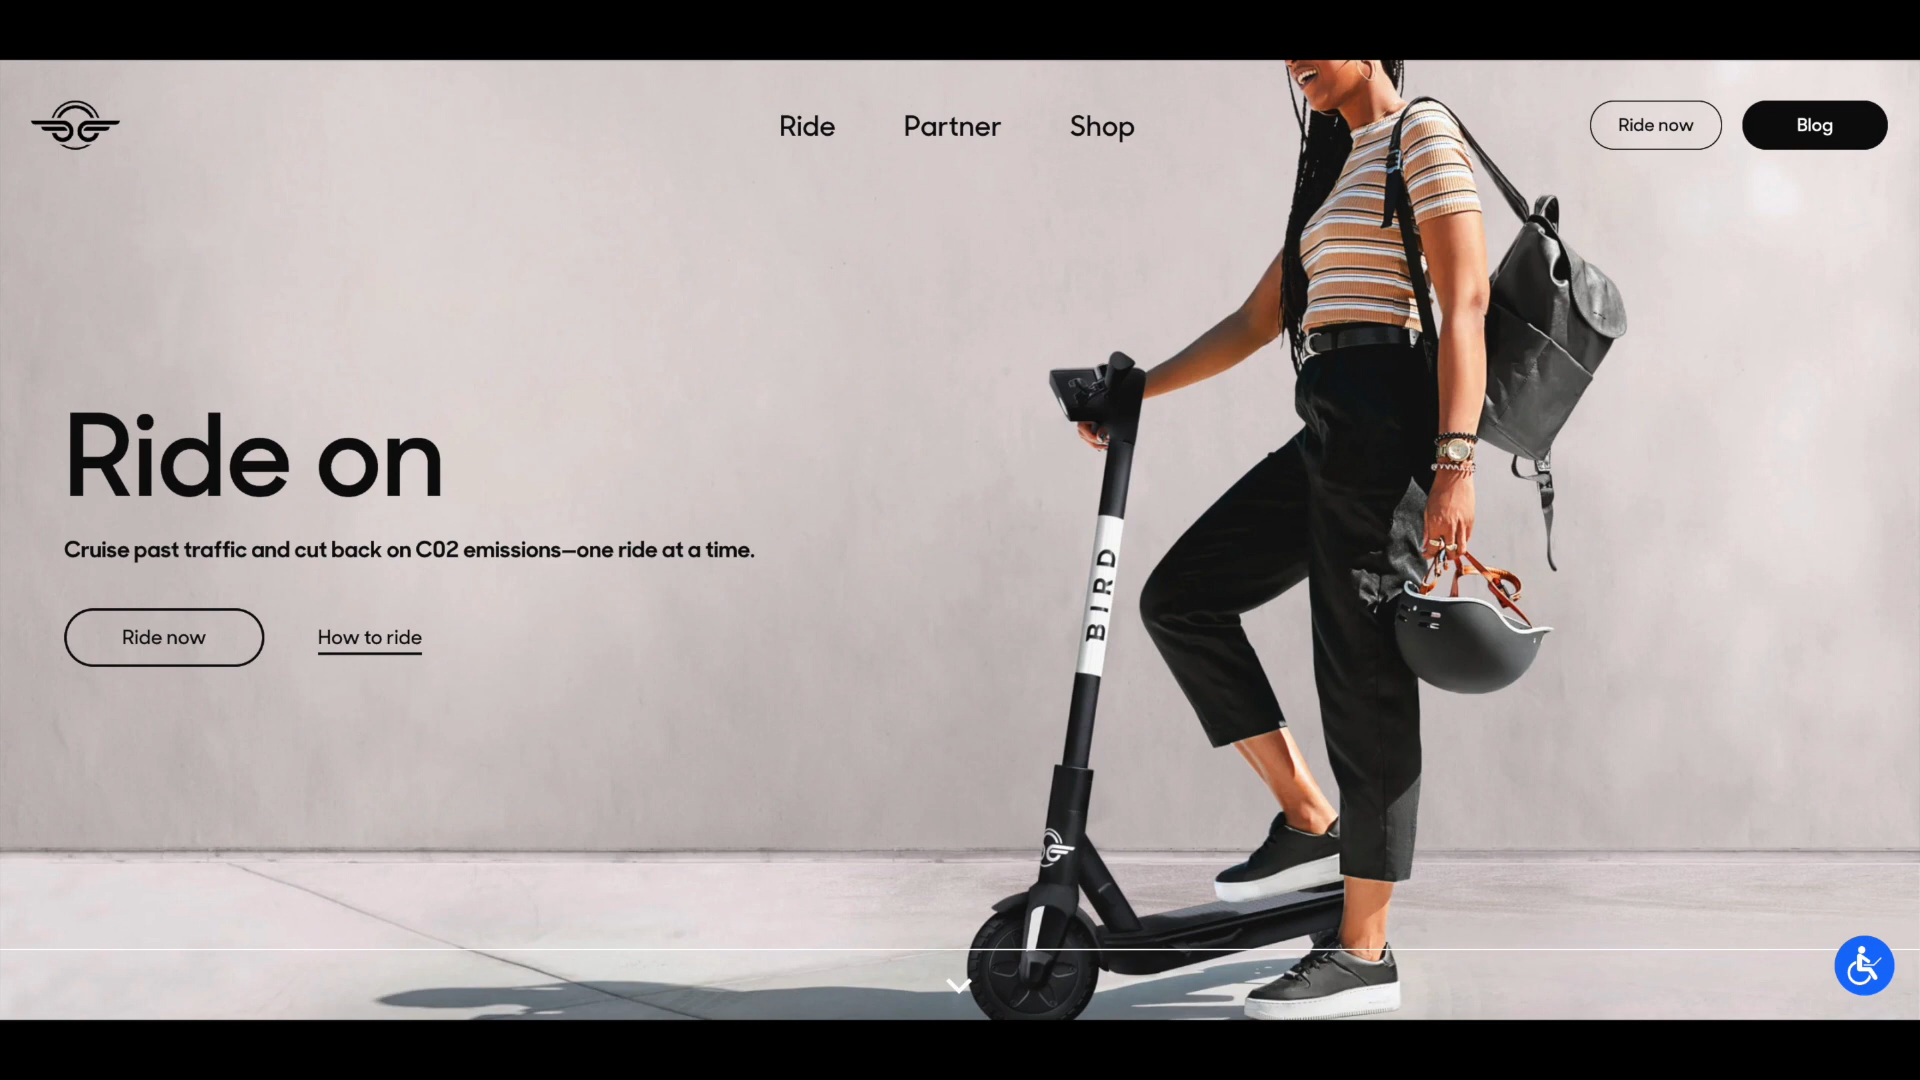 Ride
Partner
Shop
Ride now
Blog
Ride on
Cruise past traffic and cut back on C02 emissions—one ride at a time.
Ride now
How to ride
BIRD